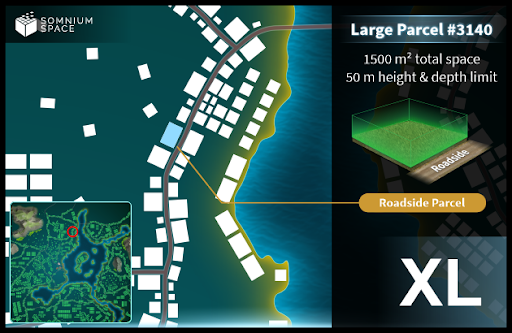 SOMNIUM
SPACE
Large Parcel #3140
1500 m² total space
50 m height & depth limit
Roadside
Roadside Parcel
XL